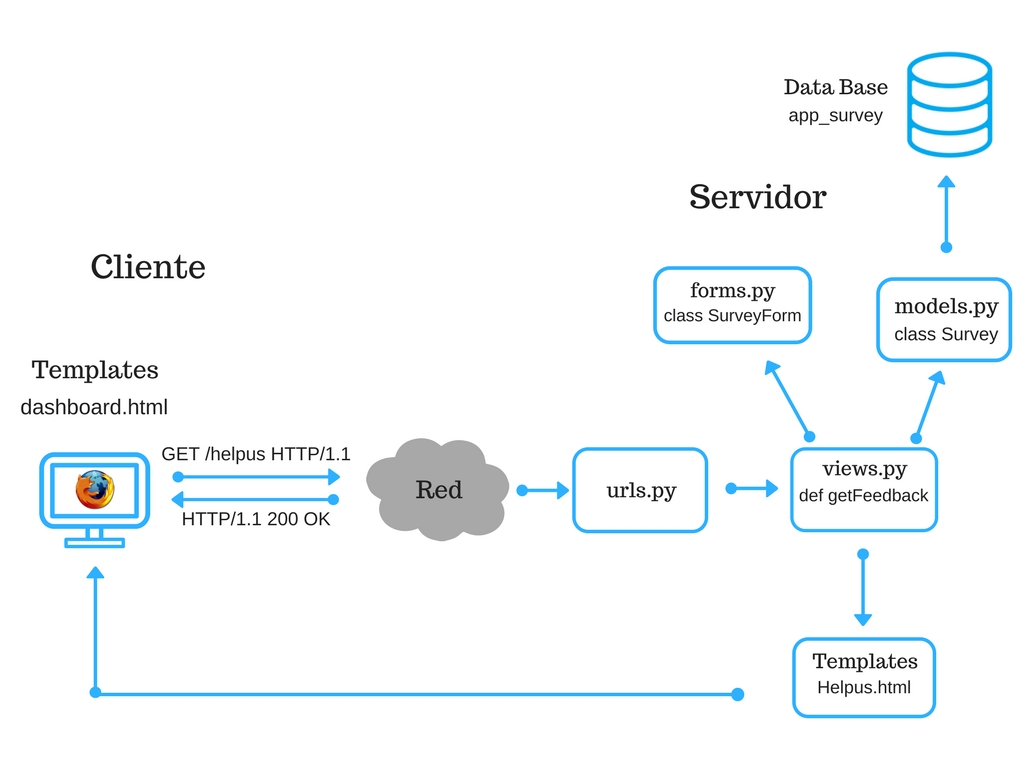 Data Base
app_survey
Servidor
Cliente
forms.py
class SurveyForm
models.py
class Survey
Templates
dashboard.html
GET /helpus HTTP/1.1
HTTP/1.1 200 OK
Red
urls.py
views.py
def getFeedback
Templates
Helpus.html